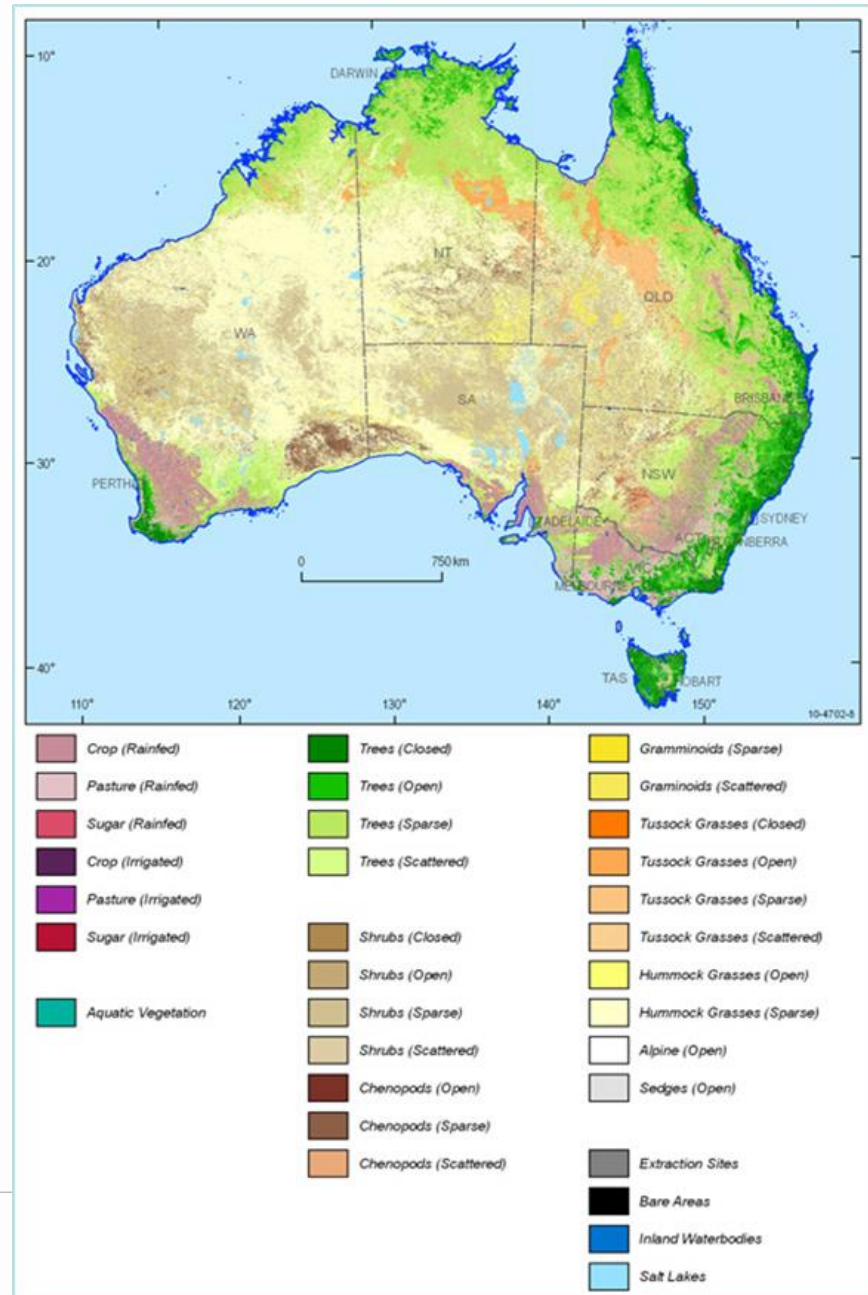 10°
DARWIN
20°
NT
QLD
WA
SA
BRISBANE
30°
NSW
PERTH
ADELAIDE
SYDNEY
ACT
CANBERRA
VIC
MELBOURNE
0 750 km
40°
TAS
HOBART
110° 120° 130° 140° 150°
10-4702-8
Crop (Rainfed)
Pasture (Rainfed)
Sugar (Rainfed)
Crop (Irrigated)
Pasture (Irrigated)
Sugar (Irrigated)
Aquatic Vegetation
Trees (Closed)
Trees (Open)
Trees (Sparse)
Trees (Scattered)
Shrubs (Closed)
Shrubs (Open)
Shrubs (Sparse)
Shrubs (Scattered)
Chenopods (Open)
Chenopods (Sparse)
Chenopods (Scattered)
Gramminoids (Sparse)
Graminoids (Scattered)
Tussock Grasses (Closed)
Tussock Grasses (Open)
Tussock Grasses (Sparse)
Tussock Grasses (Scattered)
Hummock Grasses (Open)
Hummock Grasses (Sparse)
Alpine (Open)
Sedges (Open)
Extraction Sites
Bare Areas
Inland Waterbodies
Salt Lakes